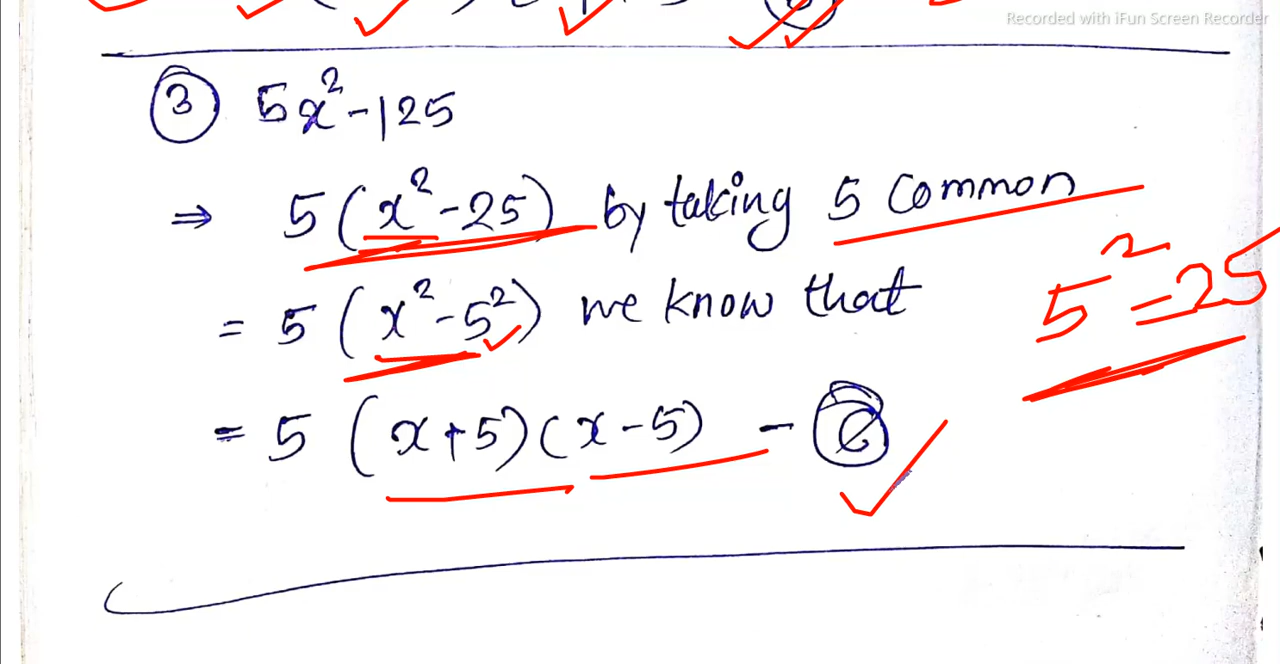 Recorded with iFun Screen Recorder
③ 5x²-125
⇒ 5(x²-25) by taking 5 Common
= 5(x²-5²) we know that
5²=25
= 5(x+5)(x-5) -